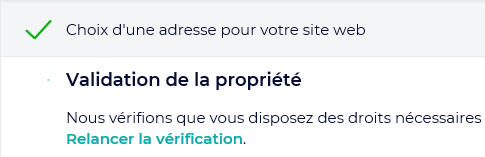 Choix d'une adresse pour votre site web
Validation de la propriété
Nous vérifions que vous disposez des droits nécessaires
Relancer la vérification.